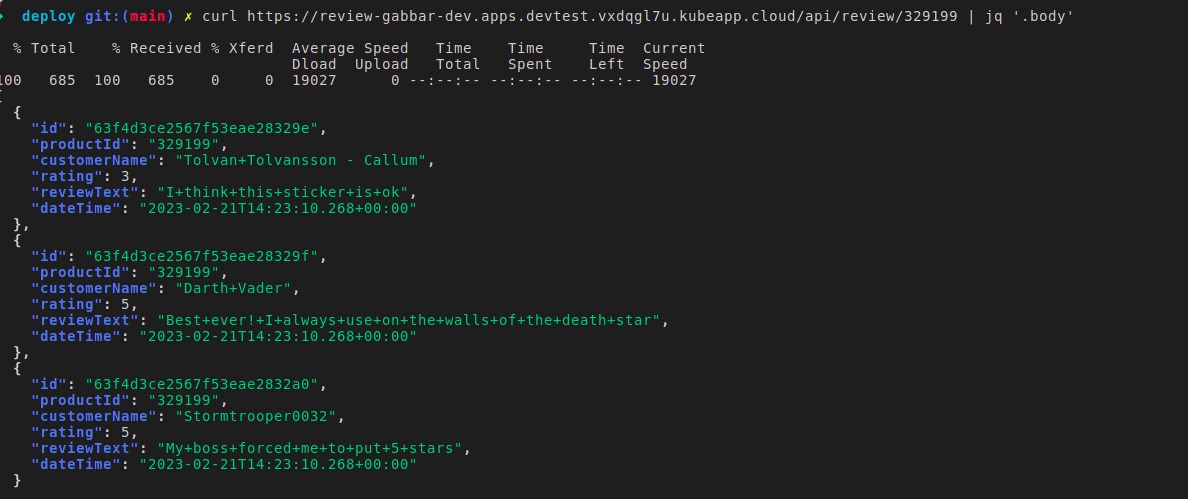 deploy git:(main) ✗ curl https://review-gabbar-dev.apps.devtest.vxdqgl7u.kubeapp.cloud/api/review/329199 | jq '.body'
% Total % Received % Xferd Average Speed Time Time Time Current
Dload Upload Total Spent Left Speed
100 685 100 685 0 0 19027 0 --:--:-- --:--:-- --:--:-- 19027
[
{
"id": "63f4d3ce2567f53eae28329e",
"productId": "329199",
"customerName": "Tolvan+Tolvansson - Callum",
"rating": 3,
"reviewText": "I+think+this+sticker+is+ok",
"dateTime": "2023-02-21T14:23:10.268+00:00"
},
{
"id": "63f4d3ce2567f53eae28329f",
"productId": "329199",
"customerName": "Darth+Vader",
"rating": 5,
"reviewText": "Best+ever!+I+always+use+on+the+walls+of+the+death+star",
"dateTime": "2023-02-21T14:23:10.268+00:00"
},
{
"id": "63f4d3ce2567f53eae2832a0",
"productId": "329199",
"customerName": "Stormtrooper0032",
"rating": 5,
"reviewText": "My+boss+forced+me+to+put+5+stars",
"dateTime": "2023-02-21T14:23:10.268+00:00"
}